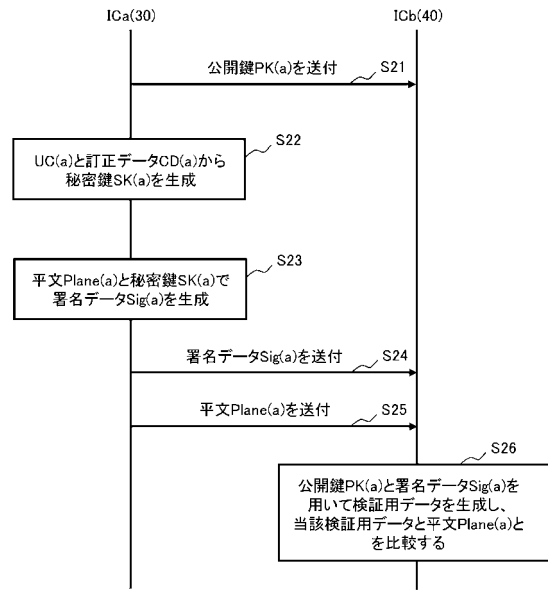 ICa(30)
ICb(40)
公開鍵PK(a)を送付
S21
S22
UC(a)と訂正データCD(a)から
秘密鍵SK(a)を生成
S23
平文Plane(a)と秘密鍵SK(a)で
署名データSig(a)を生成
署名データSig(a)を送付
S24
平文Plane(a)を送付
S25
S26
公開鍵PK(a)と署名データSig(a)を
用いて検証用データを生成し、
当該検証用データと平文Plane(a)と
を比較する